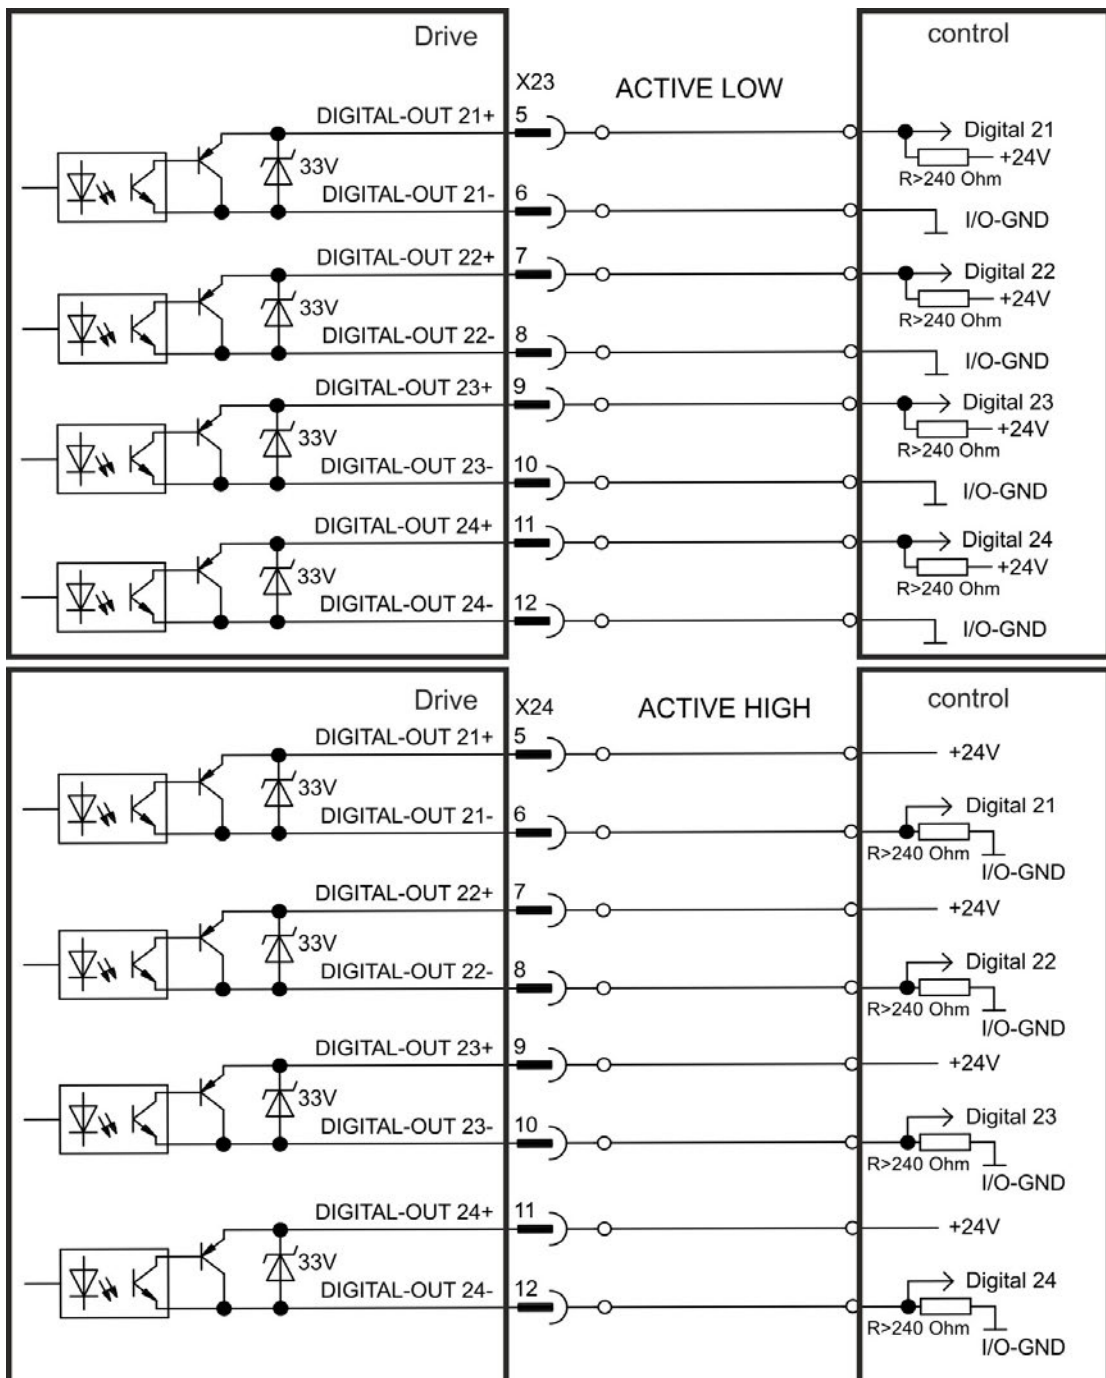 Drive
X23
ACTIVE LOW
control
DIGITAL-OUT 21+
5
Digital 21
33V
+24V
R>240 Ohm
DIGITAL-OUT 21-
6
I/O-GND
DIGITAL-OUT 22+
7
Digital 22
33V
+24V
R>240 Ohm
DIGITAL-OUT 22-
8
I/O-GND
DIGITAL-OUT 23+
9
Digital 23
33V
+24V
R>240 Ohm
DIGITAL-OUT 23-
10
I/O-GND
DIGITAL-OUT 24+
11
Digital 24
33V
+24V
R>240 Ohm
DIGITAL-OUT 24-
12
I/O-GND
Drive
X24
ACTIVE HIGH
control
DIGITAL-OUT 21+
5
+24V
33V
DIGITAL-OUT 21-
6
Digital 21
R>240 Ohm
I/O-GND
DIGITAL-OUT 22+
7
+24V
33V
DIGITAL-OUT 22-
8
Digital 22
R>240 Ohm
I/O-GND
DIGITAL-OUT 23+
9
+24V
33V
DIGITAL-OUT 23-
10
Digital 23
R>240 Ohm
I/O-GND
DIGITAL-OUT 24+
11
+24V
33V
DIGITAL-OUT 24-
12
Digital 24
R>240 Ohm
I/O-GND